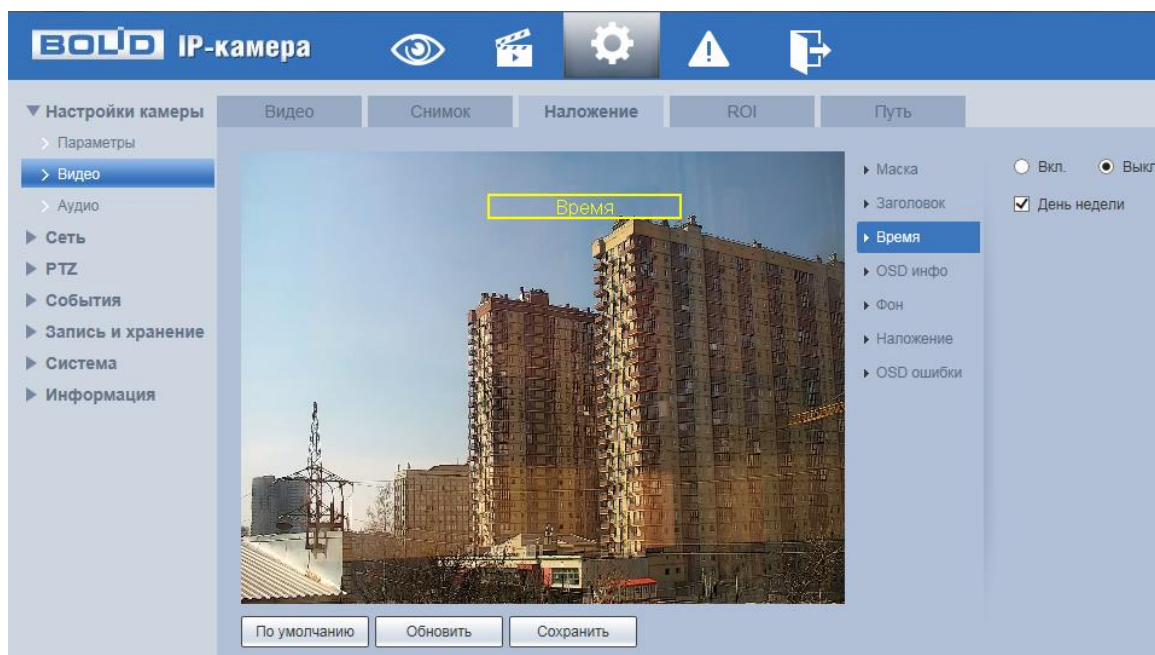 BOLID IP-камера
Настройки камеры
Параметры
Видео
Аудио
Сеть
PTZ
События
Запись и хранение
Система
Информация
Видео Снимок Наложение ROI Путь
Время
Маска
Заголовок
Время
OSD инфо
Фон
Наложение
OSD ошибки
Вкл. Выкл
День недели
По умолчанию Обновить Сохранить